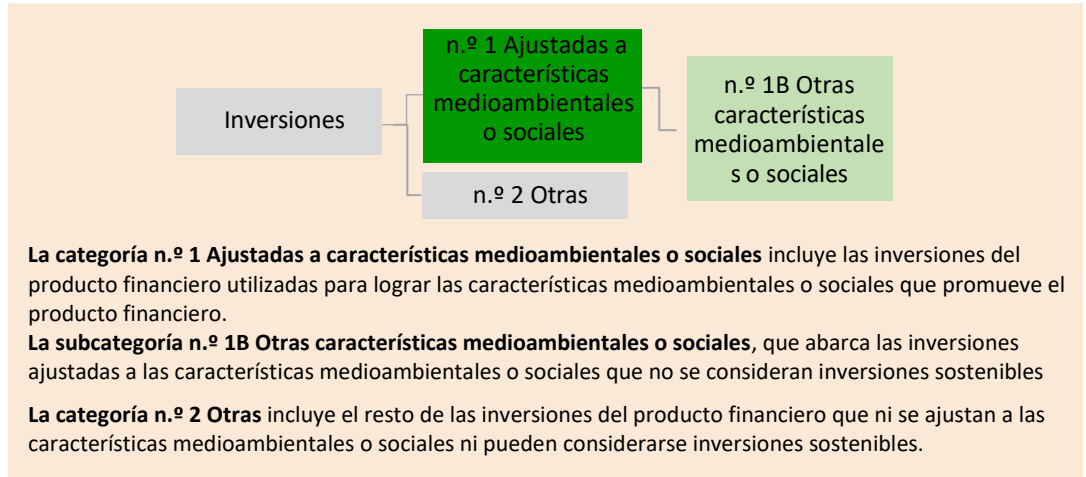 n.º 1 Ajustadas a
características
medioambientales
o sociales
Inversiones
n.º 1B Otras
características
medioambientale
s o sociales
n.º 2 Otras
La categoría n.º 1 Ajustadas a características medioambientales o sociales incluye las inversiones del
producto financiero utilizadas para lograr las características medioambientales o sociales que promueve el
producto financiero.
La subcategoría n.º 1B Otras características medioambientales o sociales, que abarca las inversiones
ajustadas a las características medioambientales o sociales que no se consideran inversiones sostenibles
La categoría n.º 2 Otras incluye el resto de las inversiones del producto financiero que ni se ajustan a las
características medioambientales o sociales ni pueden considerarse inversiones sostenibles.